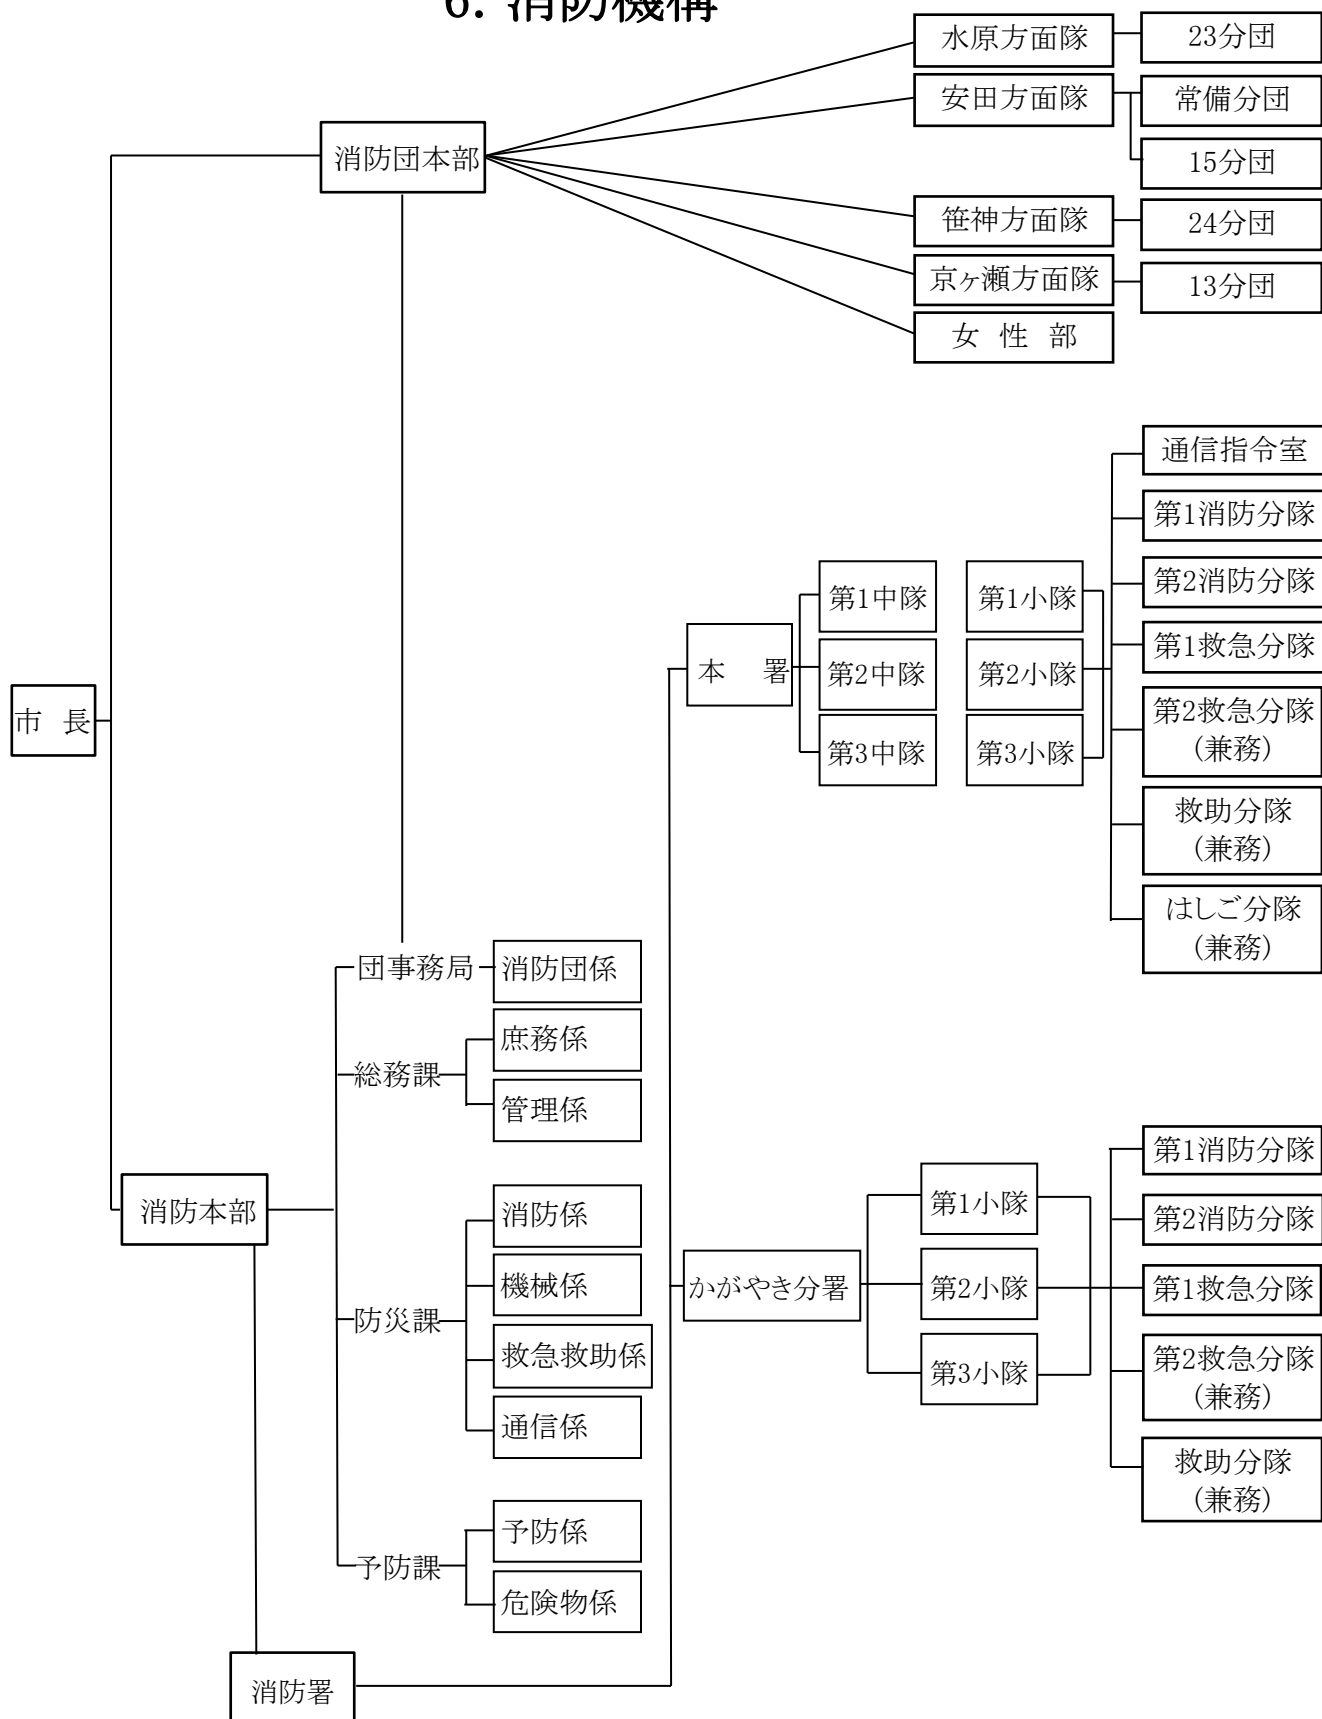 6. 消防機構
水原方面隊
23分団
安田方面隊
常備分団
15分団
消防団本部
笹神方面隊
24分団
京ヶ瀬方面隊
13分団
女 性 部
通信指令室
第1消防分隊
第2消防分隊
第1救急分隊
第2救急分隊
(兼務)
救助分隊
(兼務)
はしご分隊
(兼務)
第1中隊
第2中隊
第3中隊
第1小隊
第2小隊
第3小隊
本 署
市 長
団事務局
消防団係
総務課
庶務係
管理係
消防本部
防災課
消防係
機械係
救急救助係
通信係
予防課
予防係
危険物係
かがやき分署
第1小隊
第2小隊
第3小隊
第1消防分隊
第2消防分隊
第1救急分隊
第2救急分隊
(兼務)
救助分隊
(兼務)
消防署